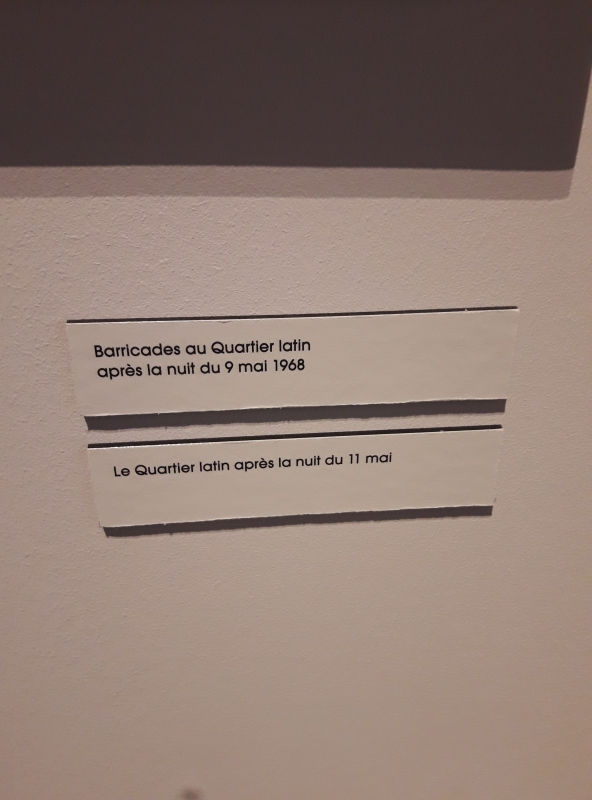 Barricades au Quartier latin
après la nuit du 9 mai 1968
Le Quartier latin après la nuit du 11 mai